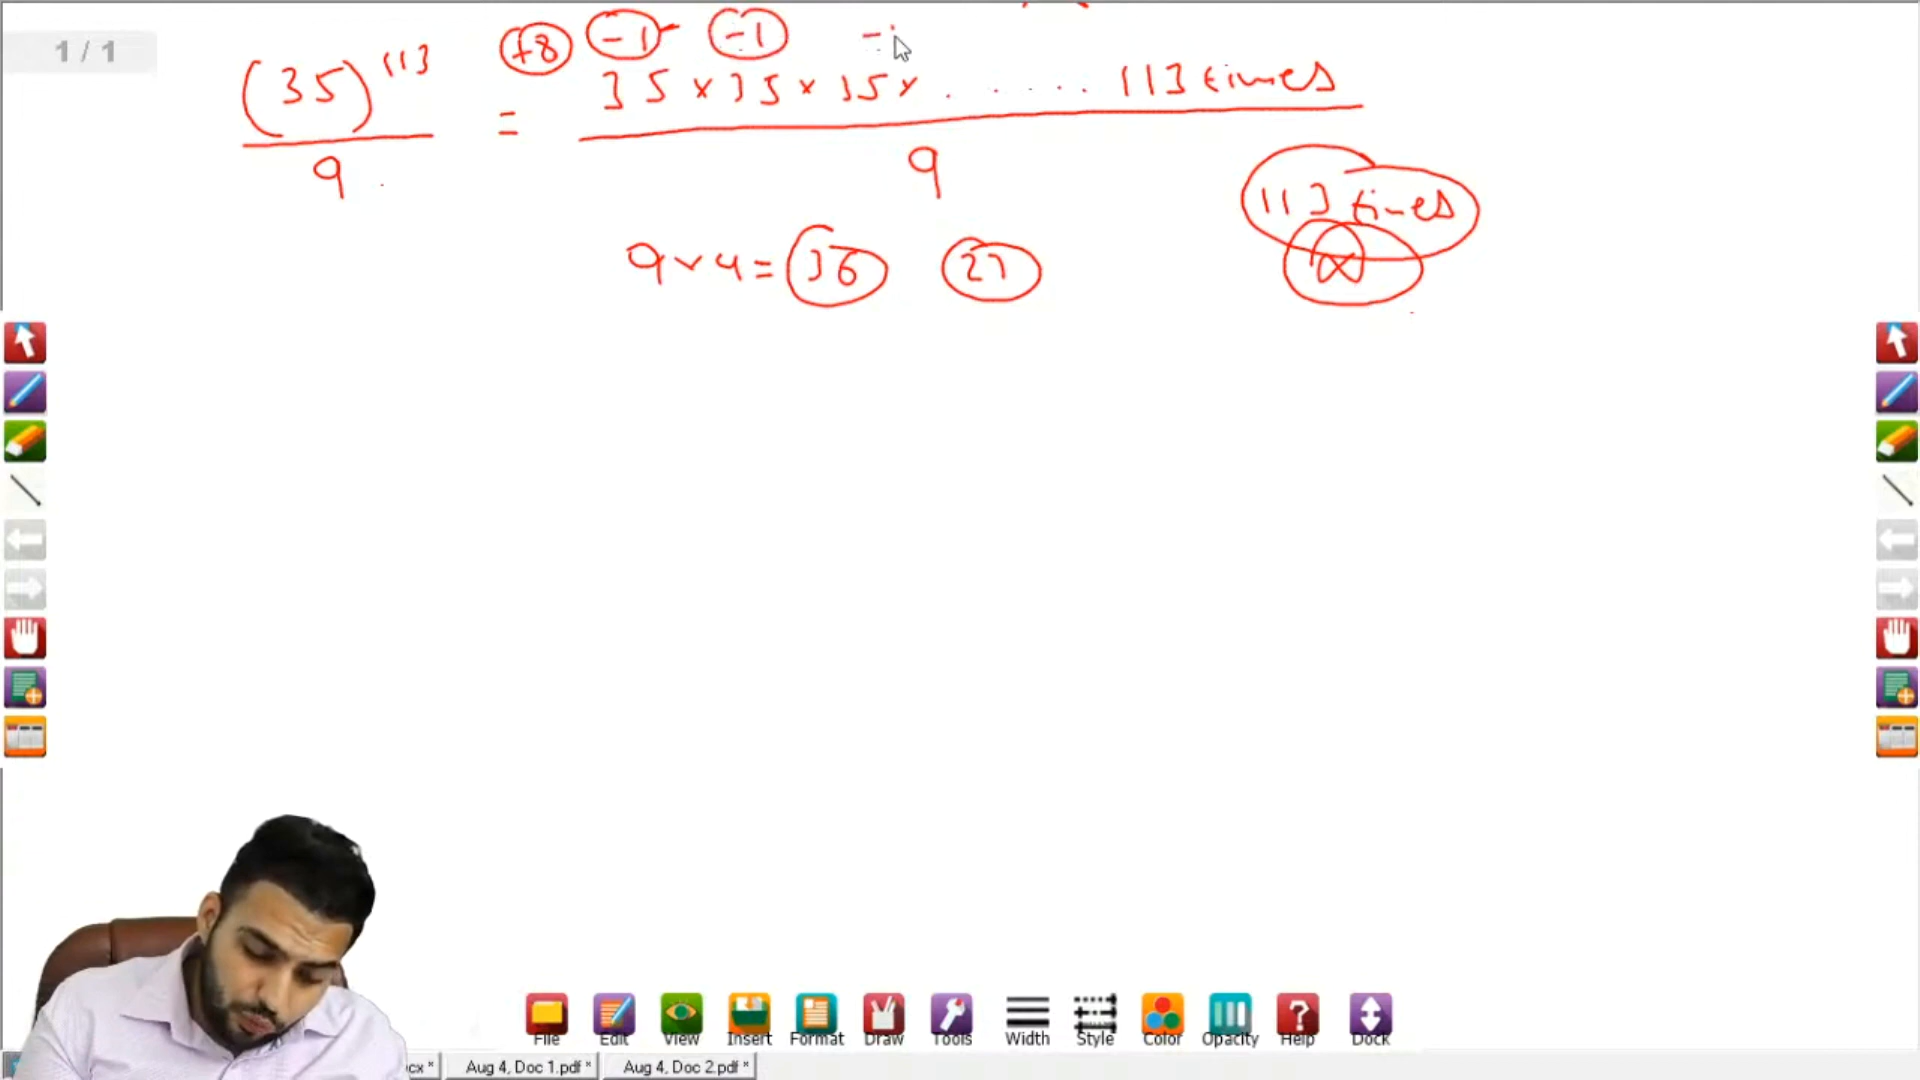 1 / 1
+8 -1 -1 -1
(35)^113 / 9 = 35 × 35 × 35 × . . . . . . 113 times / 9
113 times
9 × 4 = 36 27
File Edit View Insert Format Draw Tools Width Style Color Opacity Help Dock
cx * Aug 4, Doc 1.pdf * Aug 4, Doc 2.pdf *